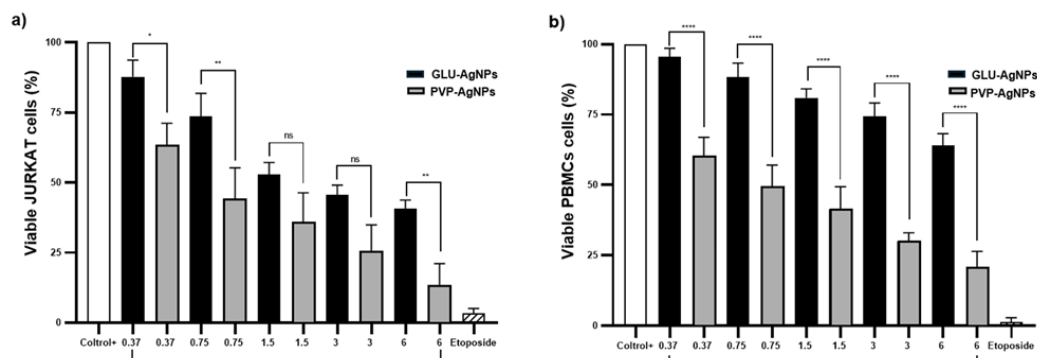 a)
Viable JURKAT cells (%)
100
75
50
25
0
* ** ns ns **
GLU-AgNPs
PVP-AgNPs
Coltrol+ 0.37 0.37 0.75 0.75 1.5 1.5 3 3 6 6 Etoposide
b)
Viable PBMCs cells (%)
100
75
50
25
0
**** **** **** **** ****
GLU-AgNPs
PVP-AgNPs
Coltrol+ 0.37 0.37 0.75 0.75 1.5 1.5 3 3 6 6 Etoposide